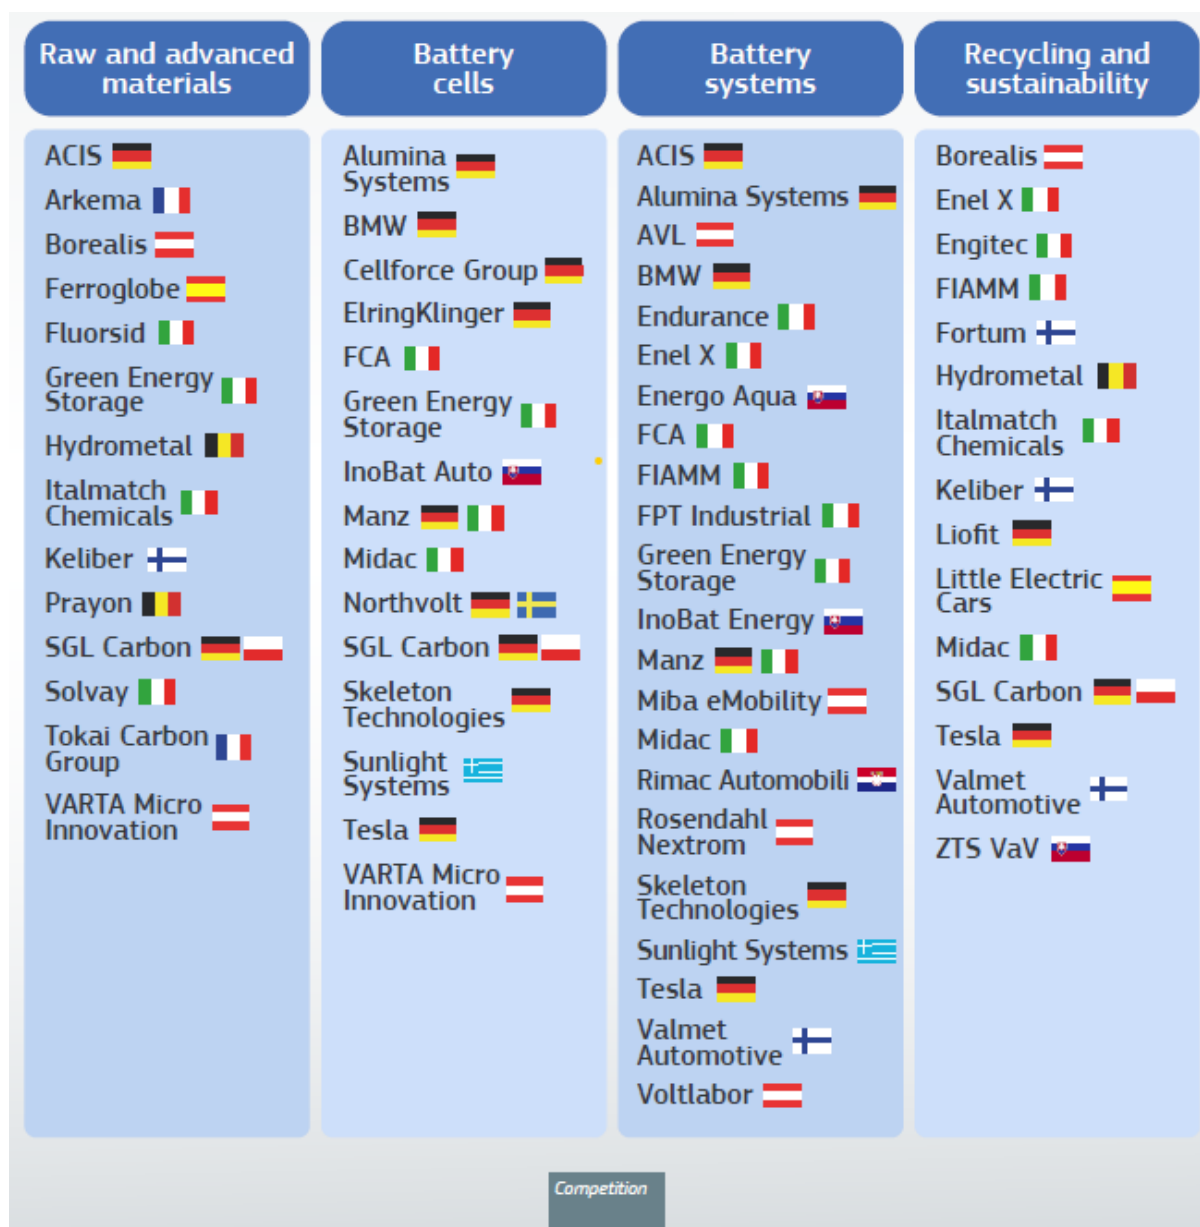 Raw and advanced
materials
ACIS
Arkema
Borealis
Ferroglobe
Fluorsid
Green Energy
Storage
Hydrometal
Italmatch
Chemicals
Keliber
Prayon
SGL Carbon
Solvay
Tokai Carbon
Group
VARTA Micro
Innovation
Battery
cells
Alumina
Systems
BMW
Cellforce Group
ElringKlinger
FCA
Green Energy
Storage
InoBat Auto
Manz
Midac
Northvolt
SGL Carbon
Skeleton
Technologies
Sunlight
Systems
Tesla
VARTA Micro
Innovation
Battery
systems
ACIS
Alumina Systems
AVL
BMW
Endurance
Enel X
Energo Aqua
FCA
FIAMM
FPT Industrial
Green Energy
Storage
InoBat Energy
Manz
Miba eMobility
Midac
Rimac Automobili
Rosendahl
Nextrom
Skeleton
Technologies
Sunlight Systems
Tesla
Valmet
Automotive
Voltlabor
Recycling and
sustainability
Borealis
Enel X
Engitec
FIAMM
Fortum
Hydrometal
Italmatch
Chemicals
Keliber
Liofit
Little Electric
Cars
Midac
SGL Carbon
Tesla
Valmet
Automotive
ZTS VaV
Competition